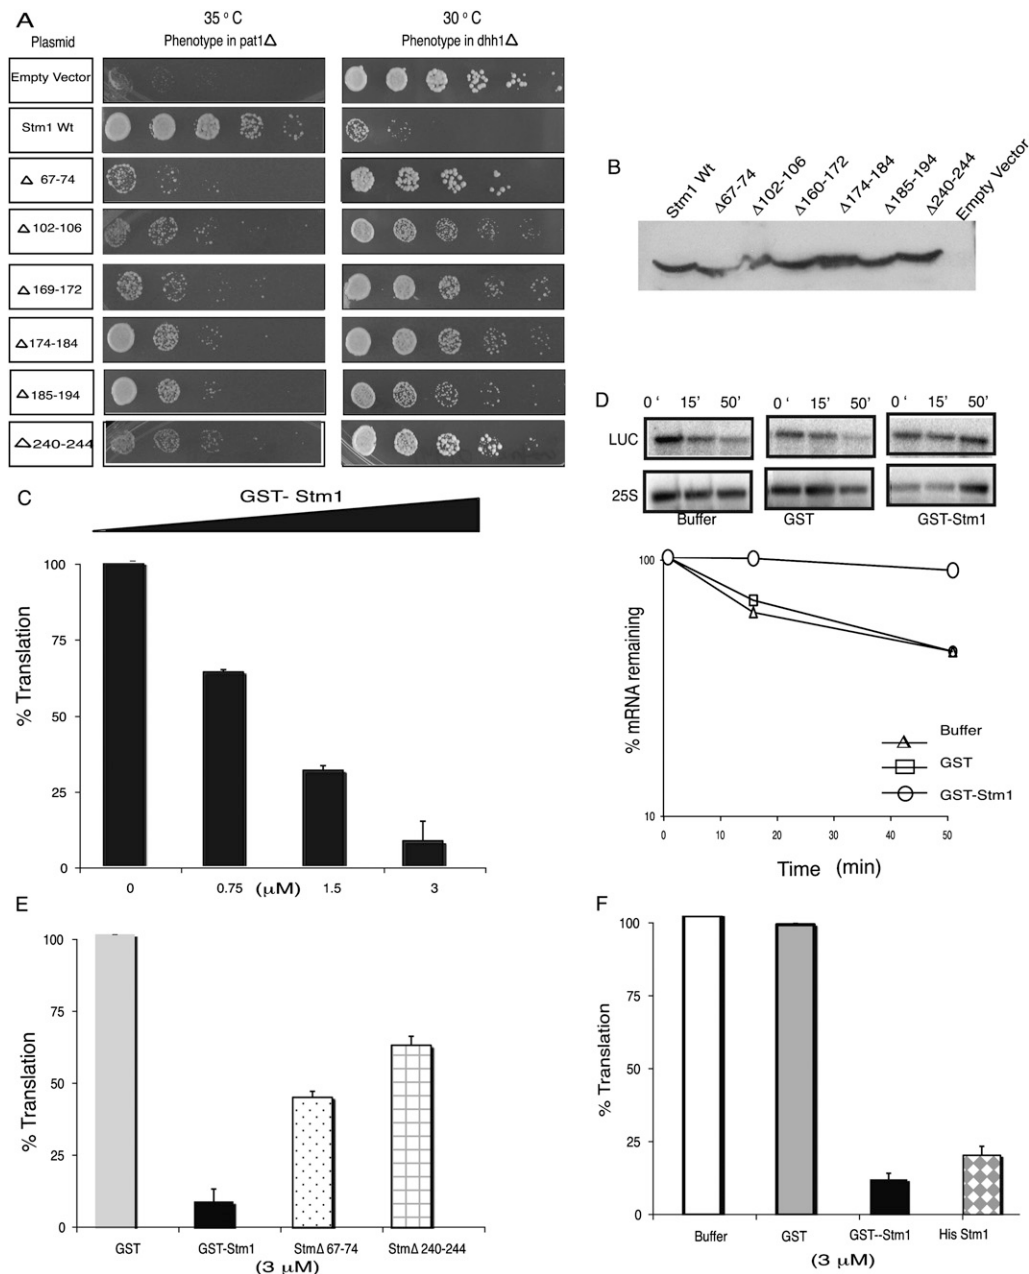 A
35 ° C
30 ° C
Plasmid
Phenotype in pat1Δ
Phenotype in dhh1Δ
Empty Vector
Stm1 Wt
Δ 67-74
Δ 102-106
Δ 169-172
Δ 174-184
Δ 185-194
Δ 240-244
B
Stm1 Wt
Δ67-74
Δ102-106
Δ160-172
Δ174-184
Δ185-194
Δ240-244
Empty Vector
C
GST- Stm1
% Translation
100
75
50
25
0
0 0.75 (μM) 1.5 3
D
0 ' 15' 50' 0 ' 15' 50' 0 ' 15' 50'
LUC
25S
Buffer GST GST-Stm1
% mRNA remaining
100
10
Buffer
GST
GST-Stm1
0 10 20 30 40 50
Time (min)
E
% Translation
100
75
50
25
0
GST GST-Stm1 StmΔ 67-74 StmΔ 240-244
(3 μM)
F
% Translation
100
75
50
25
0
Buffer GST GST--Stm1 His Stm1
(3 μM)